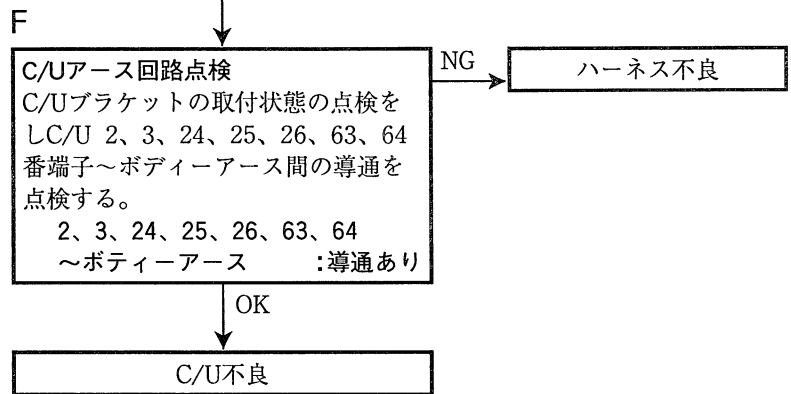 F
C/Uアース回路点検
NG
ハーネス不良
C/Uブラケットの取付状態の点検を
しC/U 2、3、24、25、26、63、64
番端子～ボディーアース間の導通を
点検する。
2、3、24、25、26、63、64
～ボティーアース :導通あり
OK
C/U不良